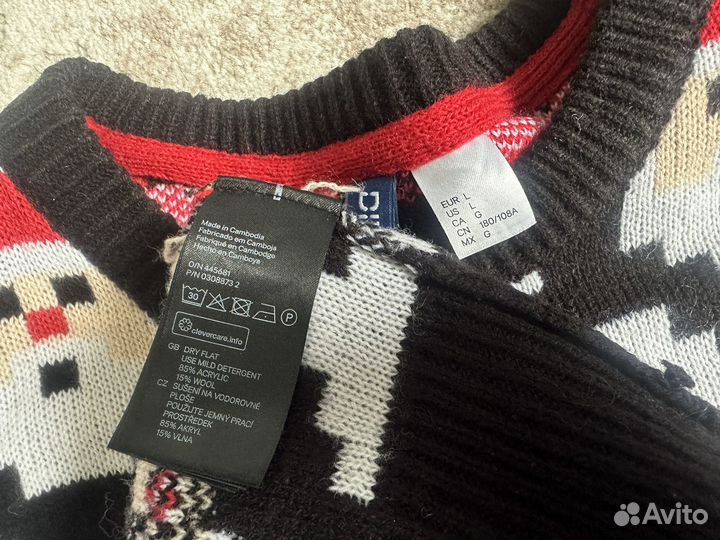 Made in Cambodia
Fabricado em Camboja
Fabriqué en Cambodge
Hecho en Camboya
O/N 445681
P/N 0308873 2
30
P
clevercare.info
GB DRY FLAT
USE MILD DETERGENT
85% ACRYLIC
15% WOOL
CZ SUŠENÍ NA VODOROVNÉ
PLOŠE
POUŽIJTE JEMNÝ PRACÍ
PROSTŘEDEK
85% AKRYL
15% VLNA
EUR L
US L
CA G
CN 180/108A
MX G
Avito